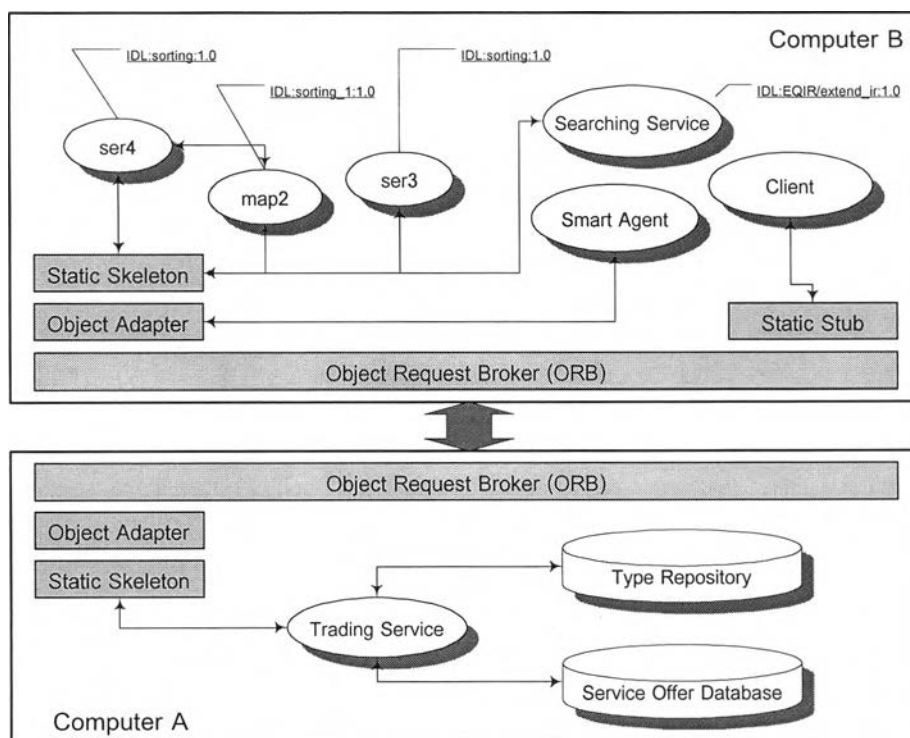 Computer B
IDL:sorting:1.0
IDL:sorting:1.0
IDL:sorting_1:1.0
IDL:EQIR/extend_ir:1.0
Searching Service
ser4
map2
ser3
Client
Smart Agent
Static Skeleton
Object Adapter
Static Stub
Object Request Broker (ORB)
Object Request Broker (ORB)
Object Adapter
Static Skeleton
Type Repository
Trading Service
Service Offer Database
Computer A